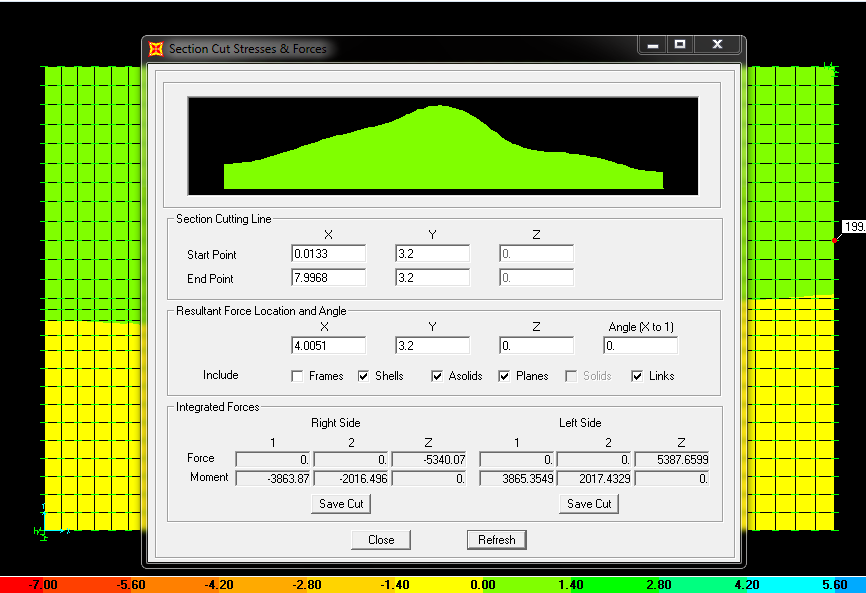 Section Cut Stresses & Forces
Section Cutting Line
X Y Z
Start Point 0.0133 3.2 0.
End Point 7.9968 3.2 0.
199.
Resultant Force Location and Angle
X Y Z Angle (X to 1)
4.0051 3.2 0. 0.
Include Frames Shells Asolids Planes Solids Links
Integrated Forces
Right Side Left Side
1 2 Z 1 2 Z
Force 0. 0. -5340.07 0. 0. 5387.6599
Moment -3863.87 -2016.496 0. 3865.3549 2017.4329 0.
Save Cut Save Cut
Close Refresh
-7.00 -5.60 -4.20 -2.80 -1.40 0.00 1.40 2.80 4.20 5.60